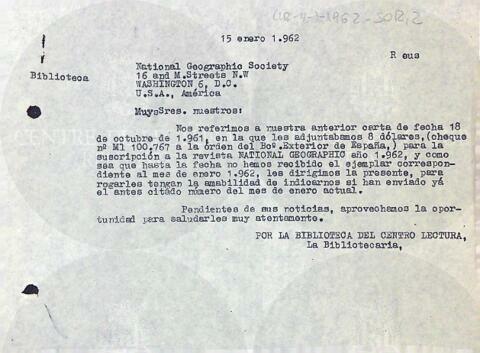 15 enero 1.962
R eus
Biblioteca
National Geographic Society
16 and M.Streets N.W
WASHINGTON 6, D.C.
U.S.A., América
MuysSres. nuestros:
Nos referimos a nuestra anterior carta de fecha 18
de octubre de 1.961, en la que les adjuntabamos 8 dólares,(cheque
nº M1 100.767 a la órden del Bcº.Exterior de España,) para la
suscripción a la revista NATIONAL GEOGRAPHIC año 1.962, y como
sea que hasta la fecha no hemos recibido el ejemplar correspon-
diente al mes de enero 1.962, les dirigimos la presente, para
rogarles tengan la amabilidad de indicarnos si han enviado yá
el antes citado número del mes de enero actual.
Pendientes de sus noticias, aprovechamos la opor-
tunidad para saludarles muy atentamente.
POR LA BIBLIOTECA DEL CENTRO LECTURA,
La Bibliotecaria,